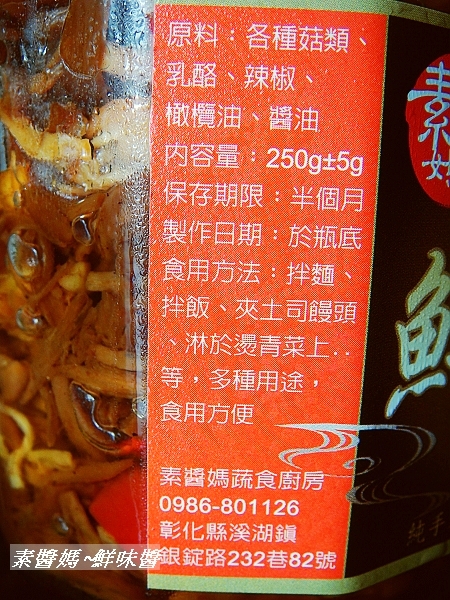 原料：各種菇類、
乳酪、辣椒、
橄欖油、醬油
內容量：250g±5g
保存期限：半個月
製作日期：於瓶底
食用方法：拌麵、
拌飯、夾土司饅頭
、淋於燙青菜上..
等，多種用途，
食用方便
素醬媽蔬食廚房
0986-801126
彰化縣溪湖鎮
銀錠路232巷82號
素
純手
素醬媽~鮮味醬